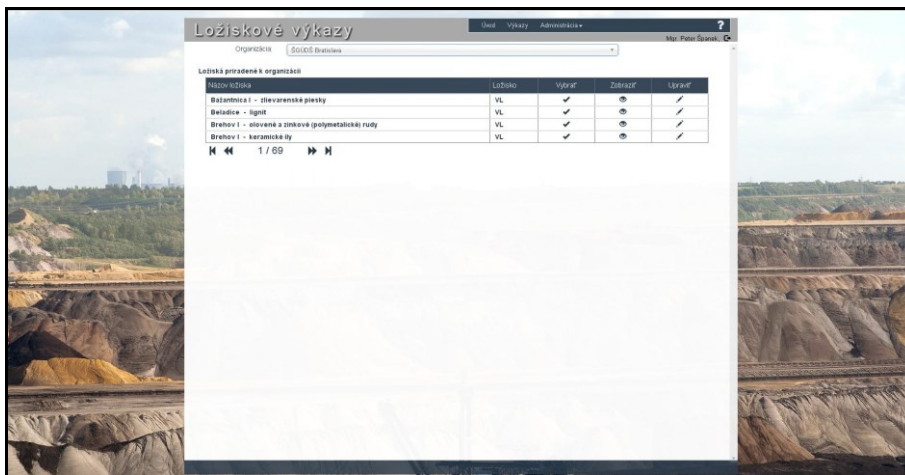 Ložiskové výkazy
Úvod Výkazy Administrácia
?
Mgr. Peter Španek,
Organizácia ŠGÚDŠ Bratislava
Ložiská priradené k organizácii
Názov ložiska Ložisko Vybrať Zobraziť Upraviť
Bažantnica I - zlievarenské piesky VL
Beladice - lignit VL
Brehov I - olovené a zinkové (polymetalické) rudy VL
Brehov I - keramické íly VL
1 / 69